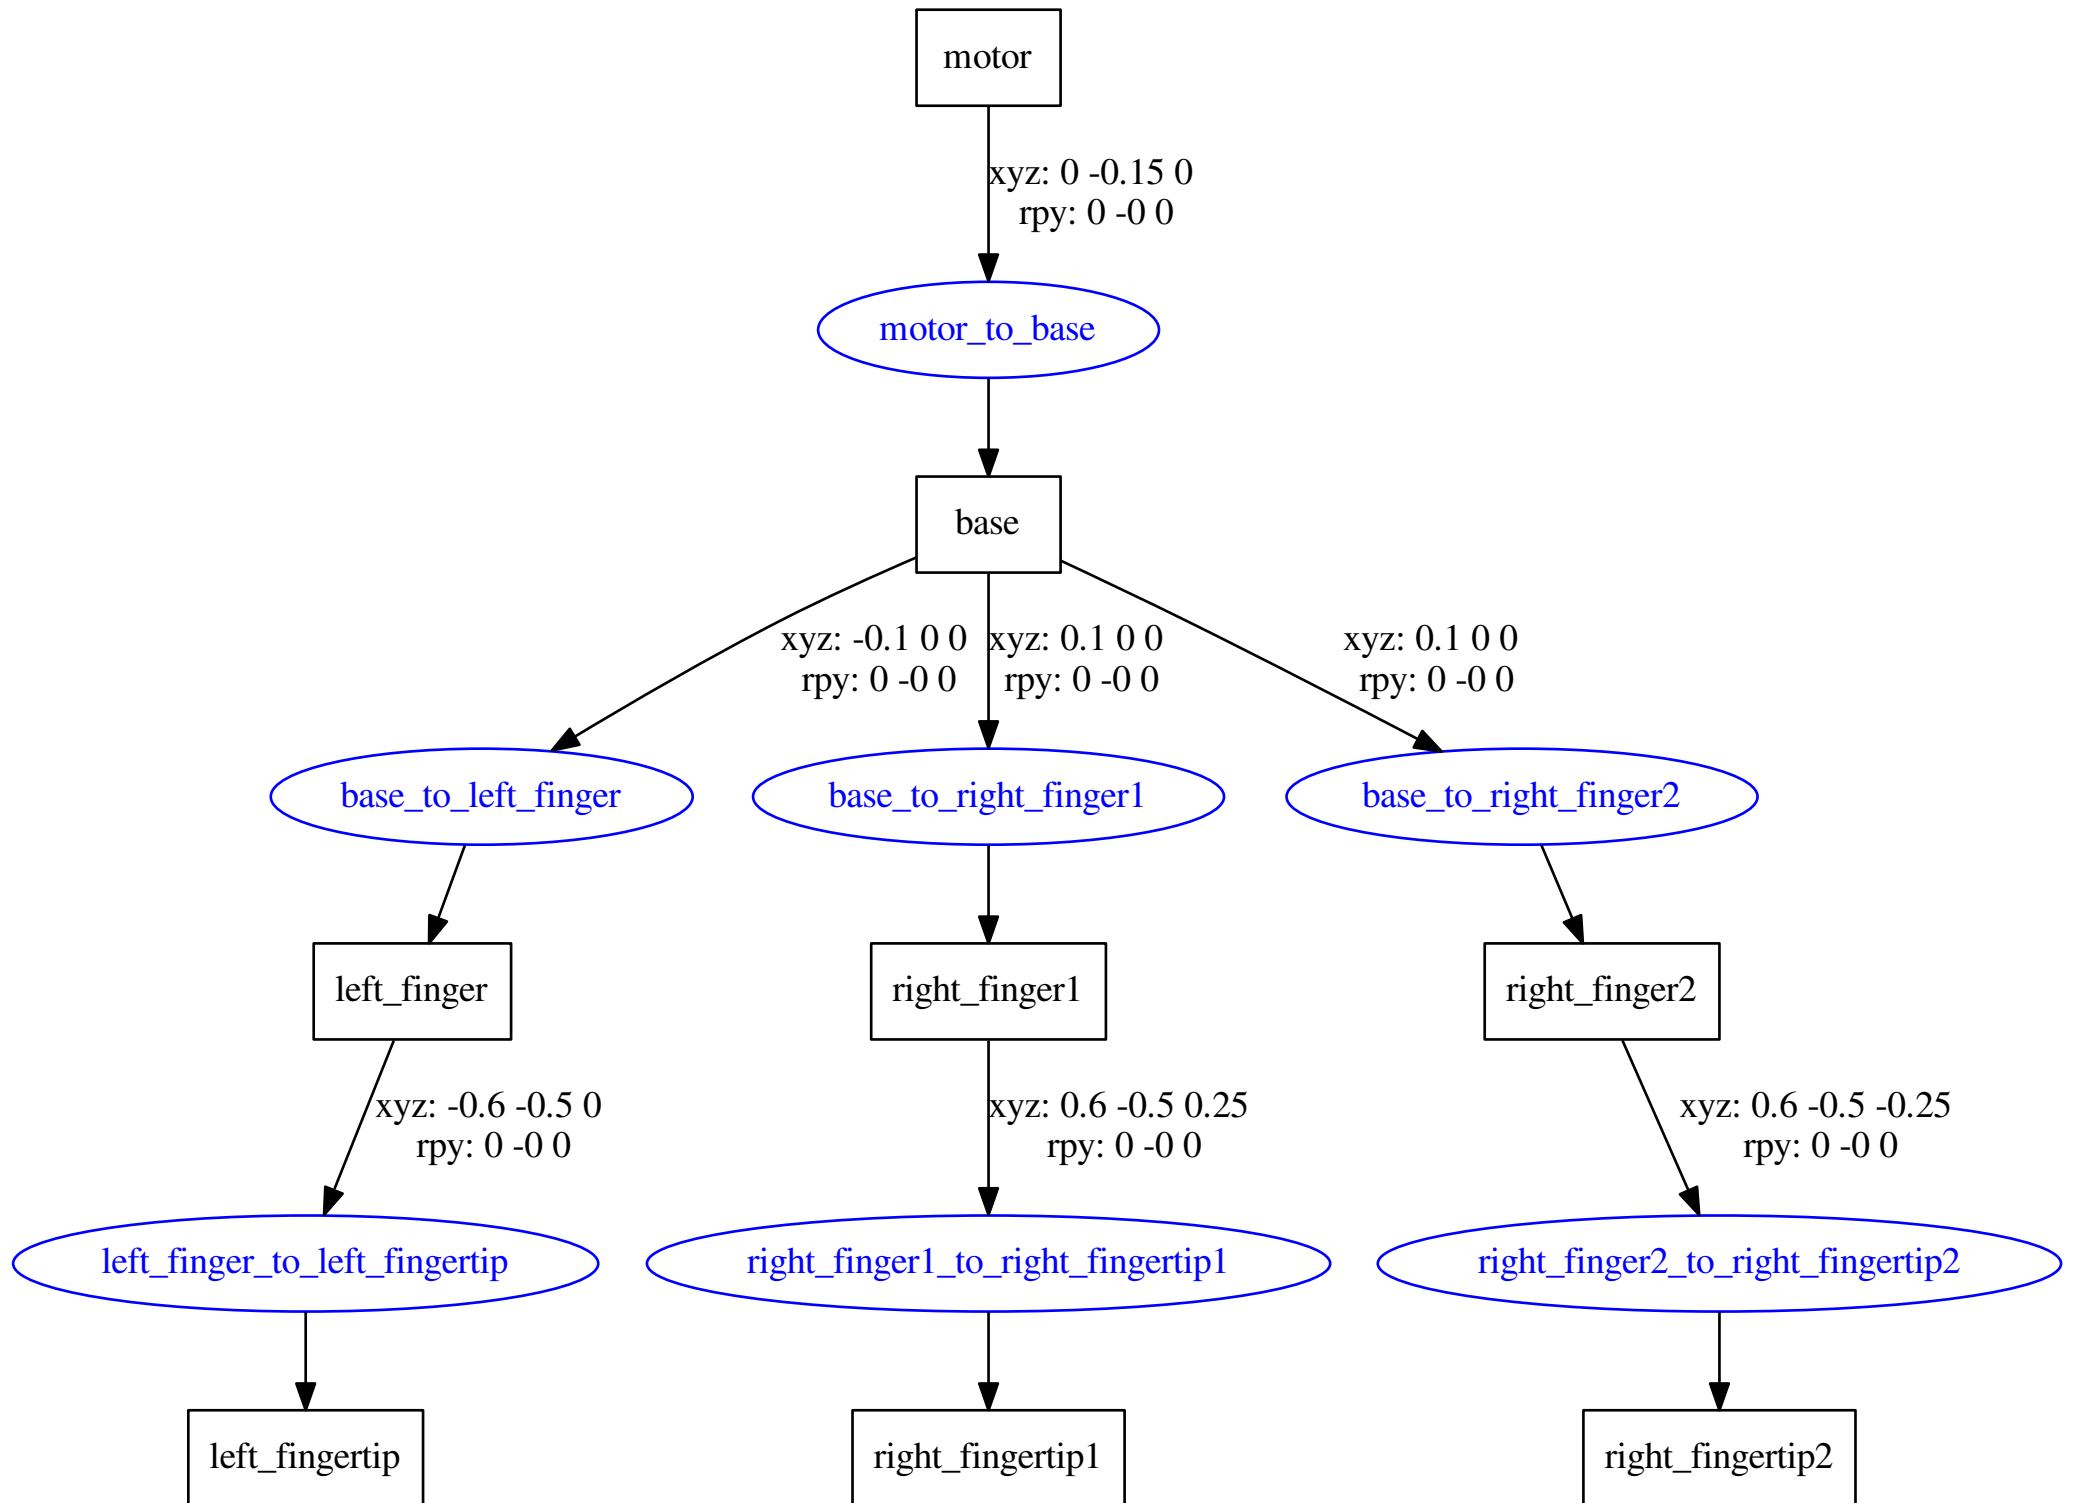 motor
xyz: 0 -0.15 0
rpy: 0 -0 0
motor_to_base
base
xyz: -0.1 0 0
rpy: 0 -0 0
xyz: 0.1 0 0
rpy: 0 -0 0
xyz: 0.1 0 0
rpy: 0 -0 0
base_to_left_finger
base_to_right_finger1
base_to_right_finger2
left_finger
right_finger1
right_finger2
xyz: -0.6 -0.5 0
rpy: 0 -0 0
xyz: 0.6 -0.5 0.25
rpy: 0 -0 0
xyz: 0.6 -0.5 -0.25
rpy: 0 -0 0
left_finger_to_left_fingertip
right_finger1_to_right_fingertip1
right_finger2_to_right_fingertip2
left_fingertip
right_fingertip1
right_fingertip2